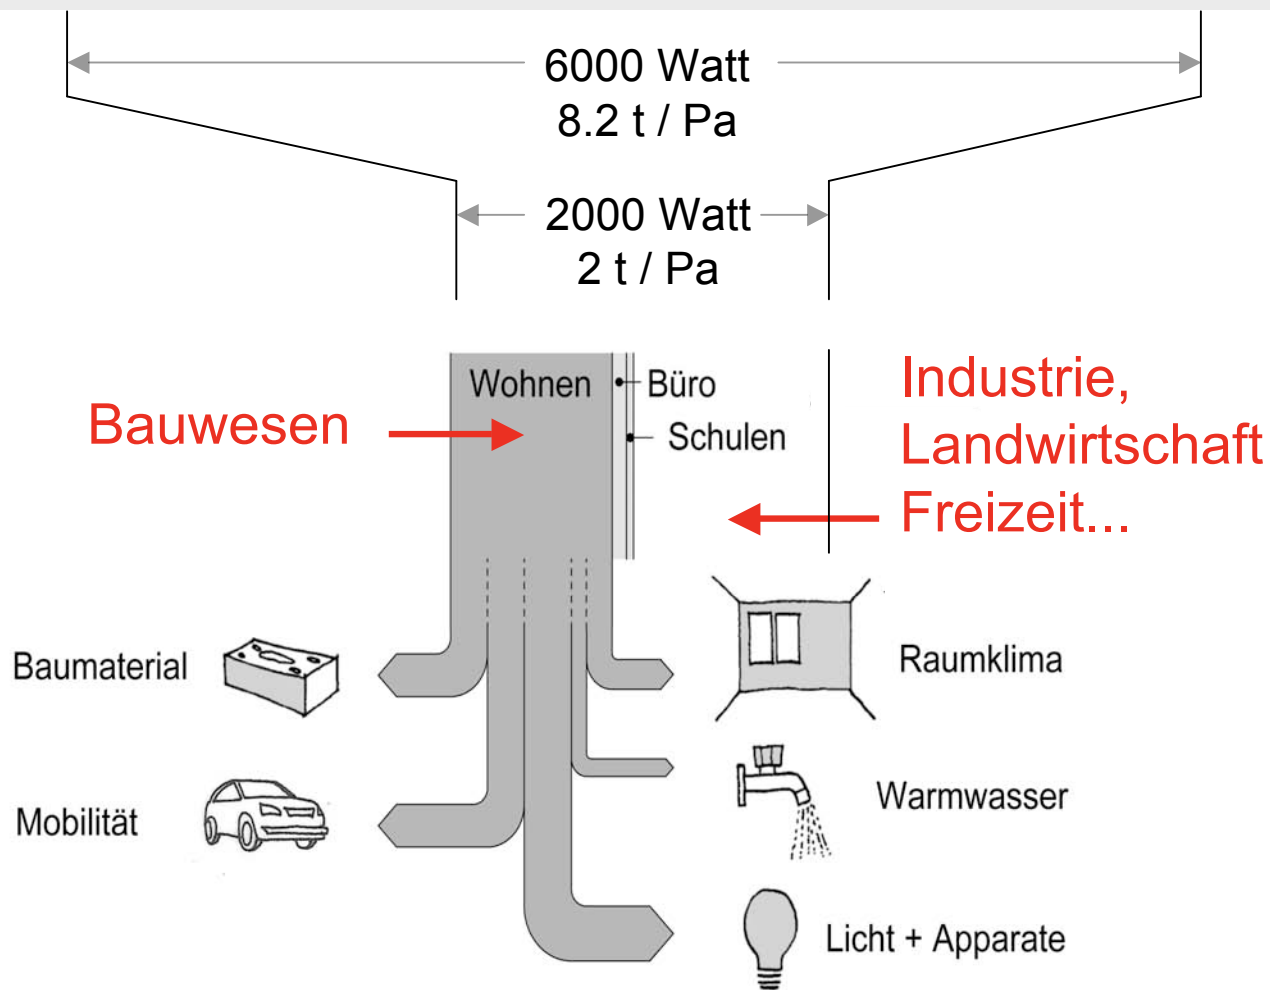 6000 Watt
8.2 t / Pa
2000 Watt
2 t / Pa
Wohnen
Büro
Schulen
Bauwesen
Industrie,
Landwirtschaft
Freizeit...
Baumaterial
Raumklima
Mobilität
Warmwasser
Licht + Apparate